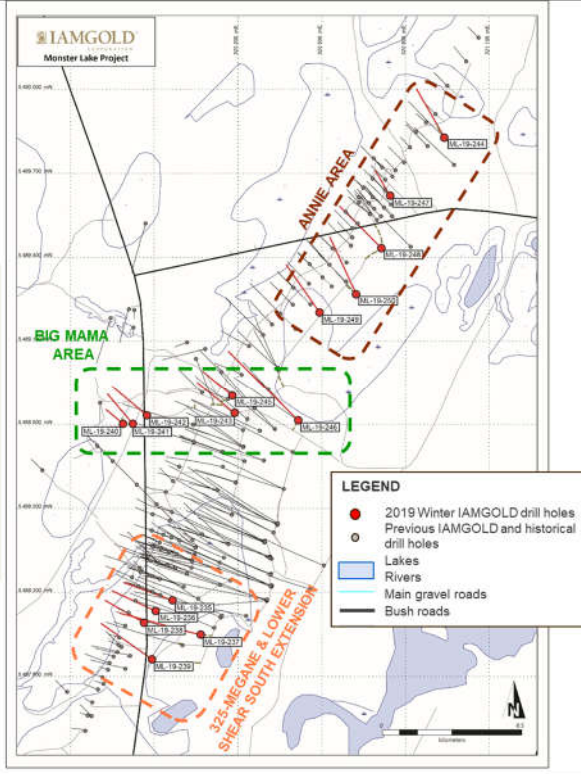 IAMGOLD
CORPORATION
Monster Lake Project
ANNIE AREA
ML-19-244
ML-19-247
ML-19-248
ML-19-250
ML-19-249
BIG MAMA
AREA
ML-19-245
ML-19-242
ML-19-243
ML-19-246
ML-19-240
ML-19-241
LEGEND
2019 Winter IAMGOLD drill holes
Previous IAMGOLD and historical
drill holes
Lakes
Rivers
Main gravel roads
Bush roads
ML-19-235
ML-19-236
ML-19-238
ML-19-237
ML-19-239
325-MEGANE & LOWER
SHEAR SOUTH EXTENSION
N
0
0.5
kilometers